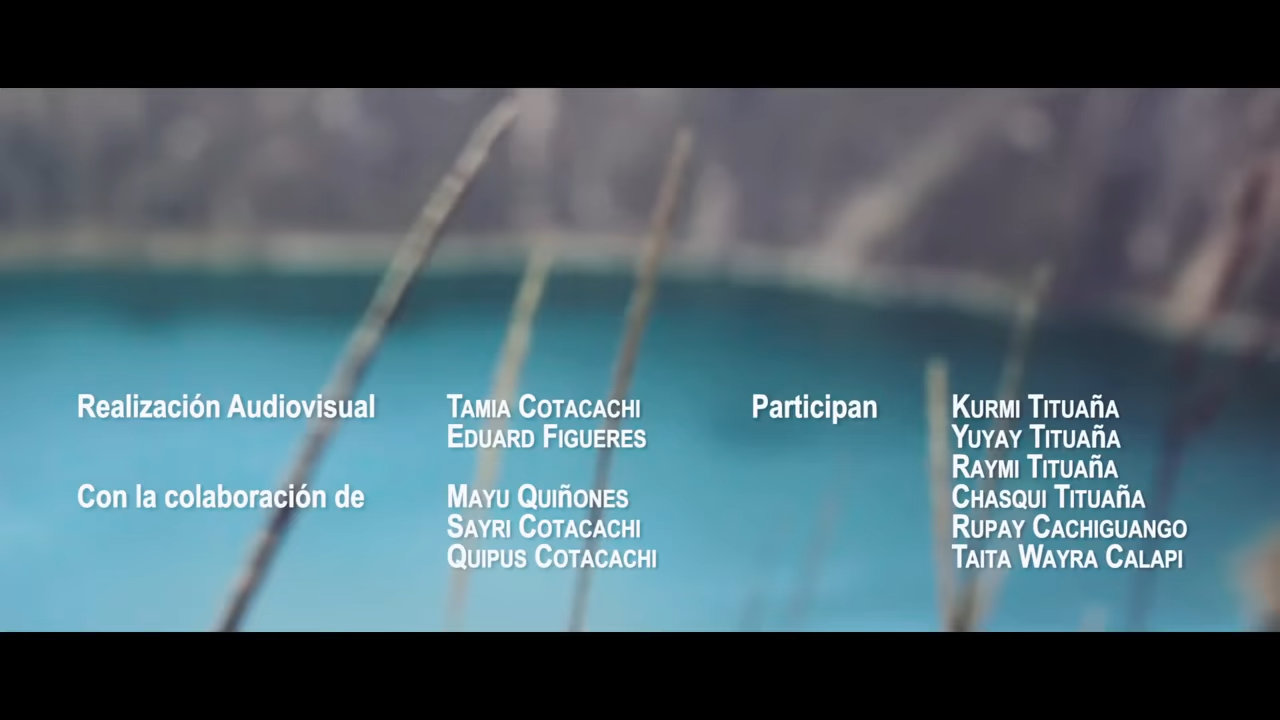 Realización Audiovisual
TAMIA COTACACHI
EDUARD FIGUERES
Con la colaboración de
MAYU QUIñONES
SAYRI COTACACHI
QUIPUS COTACACHI
Participan
KURMI TITUAñA
YUYAY TITUAñA
RAYMI TITUAñA
CHASQUI TITUAñA
RUPAY CACHIGUANGO
TAITA WAYRA CALAPI